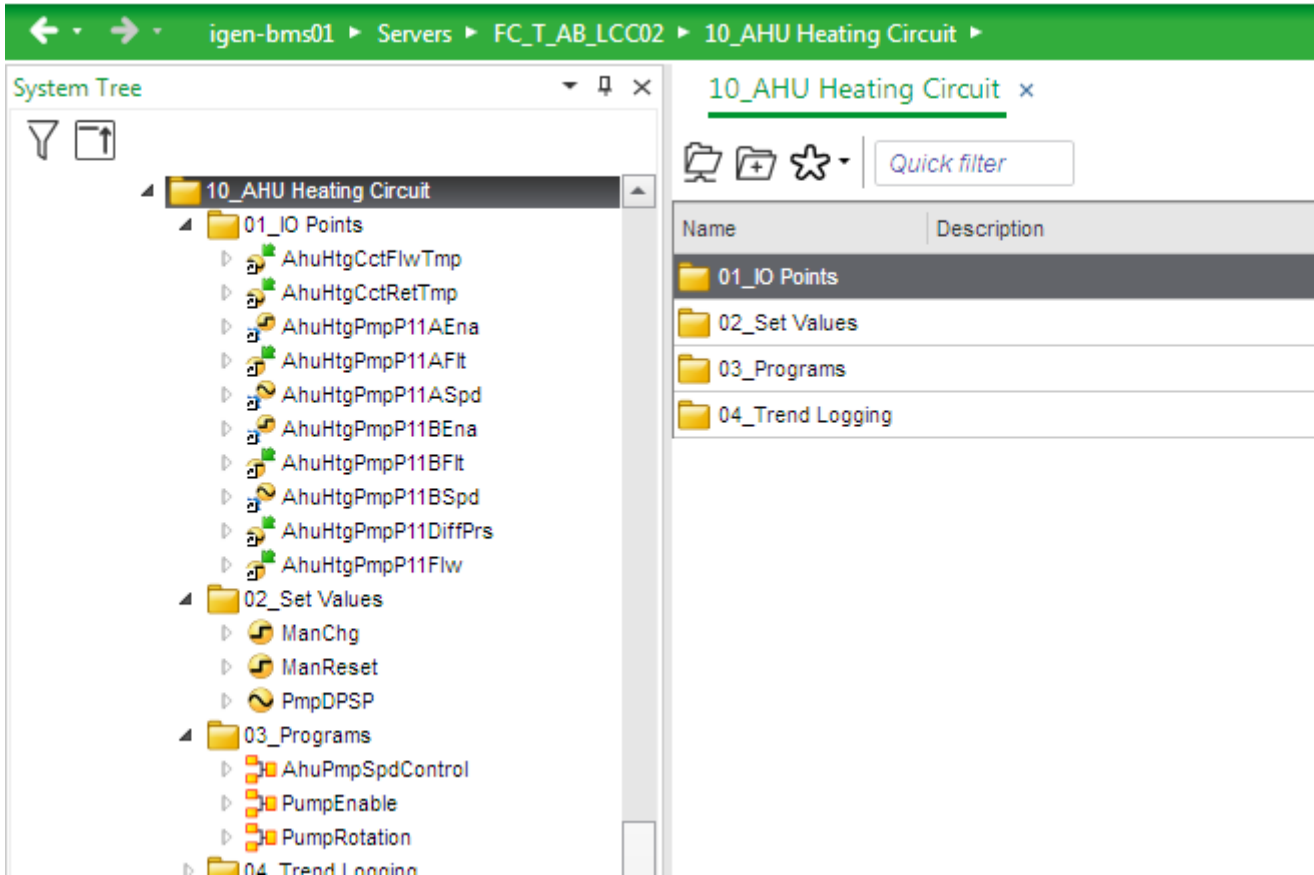 igen-bms01 ▸ Servers ▸ FC_T_AB_LCC02 ▸ 10_AHU Heating Circuit ▸
System Tree
10_AHU Heating Circuit
01_IO Points
AhuHtgCctFlwTmp
AhuHtgCctRetTmp
AhuHtgPmpP11AEna
AhuHtgPmpP11AFlt
AhuHtgPmpP11ASpd
AhuHtgPmpP11BEna
AhuHtgPmpP11BFlt
AhuHtgPmpP11BSpd
AhuHtgPmpP11DiffPrs
AhuHtgPmpP11Flw
02_Set Values
ManChg
ManReset
PmpDPSP
03_Programs
AhuPmpSpdControl
PumpEnable
PumpRotation
04_Trend Logging
10_AHU Heating Circuit ×
Quick filter
Name Description
01_IO Points
02_Set Values
03_Programs
04_Trend Logging